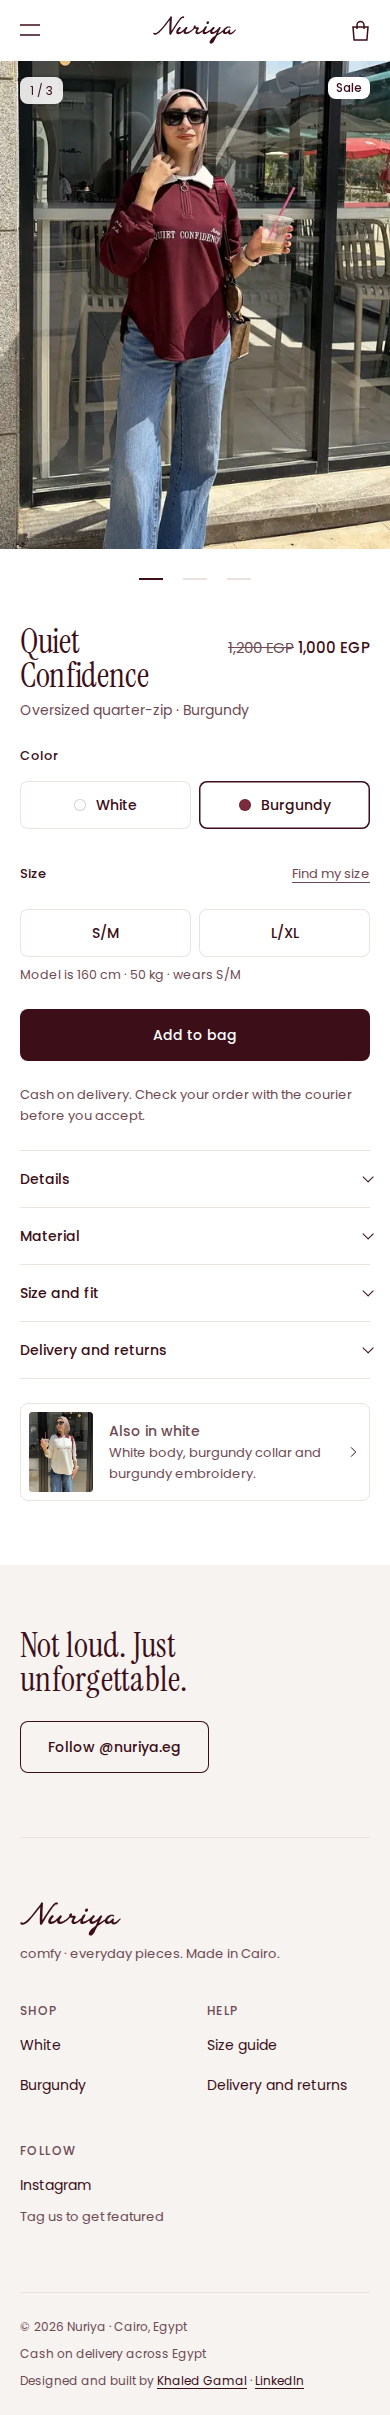 Nuriya
1 / 3
Sale
QUIET CONFIDENCE
Quiet
Confidence
1,200 EGP 1,000 EGP
Oversized quarter-zip · Burgundy
Color
White
Burgundy
Size
Find my size
S/M
L/XL
Model is 160 cm · 50 kg · wears S/M
Add to bag
Cash on delivery. Check your order with the courier
before you accept.
Details
Material
Size and fit
Delivery and returns
Also in white
White body, burgundy collar and
burgundy embroidery.
Not loud. Just
unforgettable.
Follow @nuriya.eg
Nuriya
comfy · everyday pieces. Made in Cairo.
SHOP
White
Burgundy
HELP
Size guide
Delivery and returns
FOLLOW
Instagram
Tag us to get featured
© 2026 Nuriya · Cairo, Egypt
Cash on delivery across Egypt
Designed and built by Khaled Gamal · LinkedIn